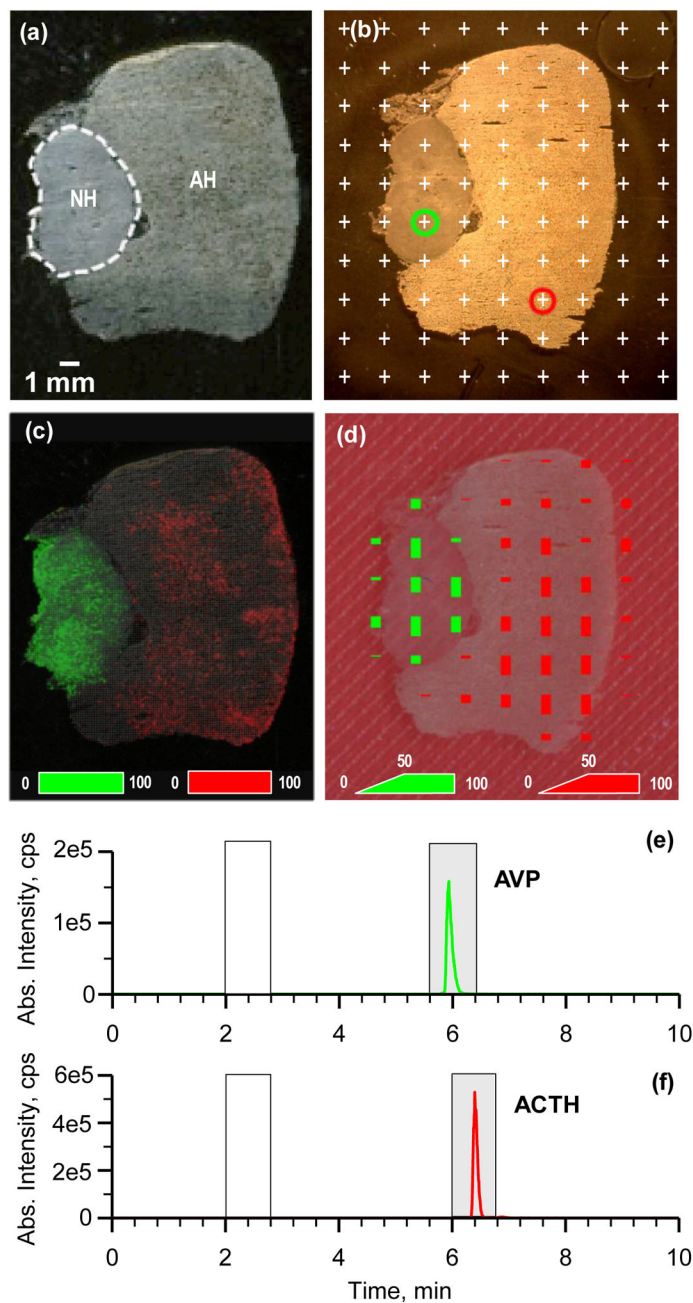 (a)
NH
AH
1 mm
(b)
(c)
0
100
0
100
(d)
50
0
100
50
0
100
(e)
Abs. Intensity, cps
2e5
1e5
0
AVP
0
2
4
6
8
10
(f)
Abs. Intensity, cps
6e5
4e5
2e5
0
ACTH
0
2
4
6
8
10
Time, min